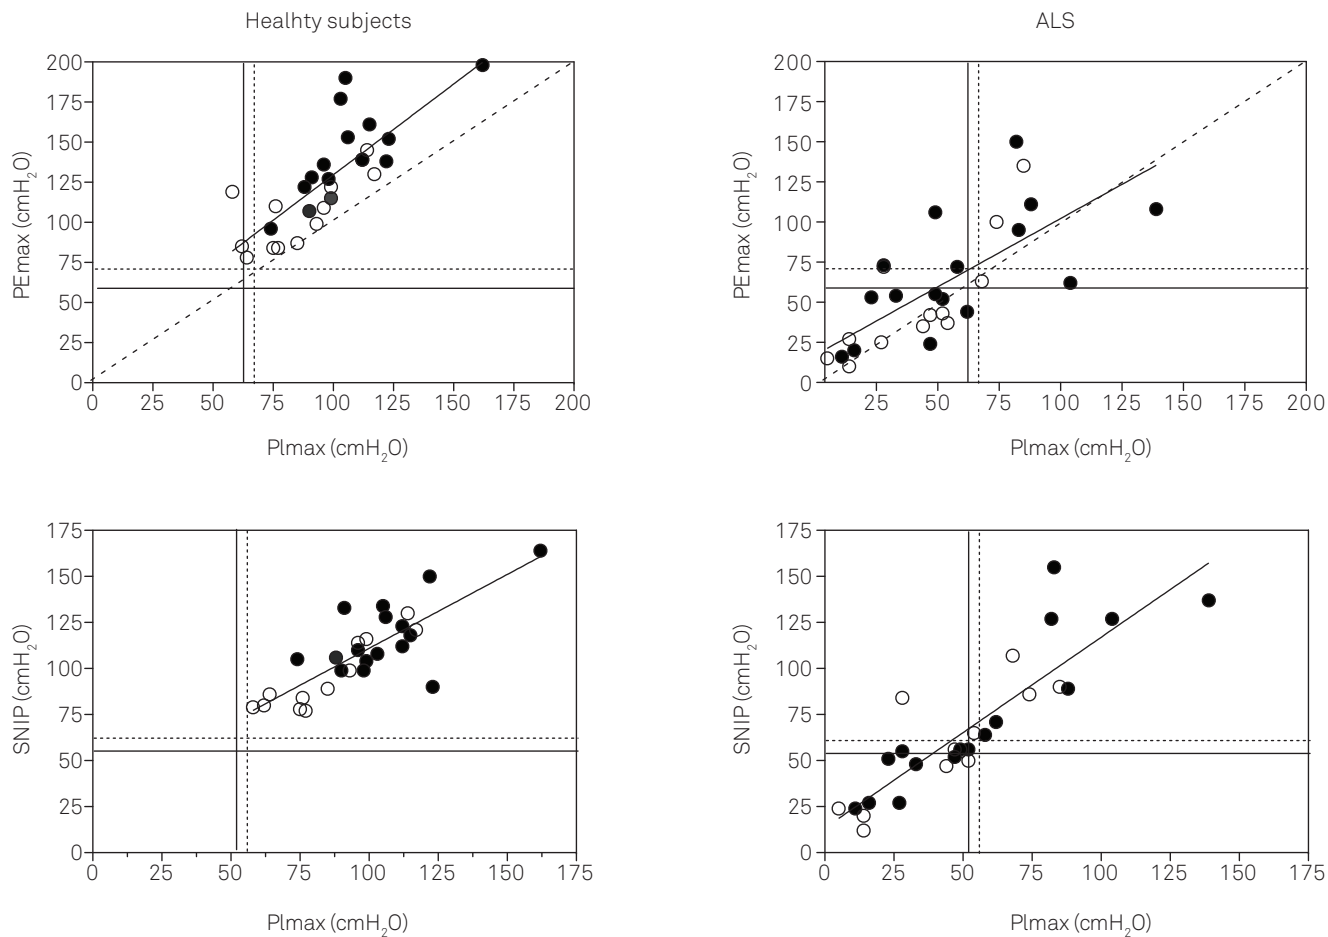 Healhty subjects
ALS
PEmax (cmH2O)
200
175
150
125
100
75
50
25
0
0 25 50 75 100 125 150 175 200
PImax (cmH2O)
PEmax (cmH2O)
200
175
150
125
100
75
50
25
0
25 50 75 100 125 150 175 200
PImax (cmH2O)
SNIP (cmH2O)
175
150
125
100
75
50
25
0
0 25 50 75 100 125 150 175
PImax (cmH2O)
SNIP (cmH2O)
175
150
125
100
75
50
25
0
0 25 50 75 100 125 150 175
PImax (cmH2O)